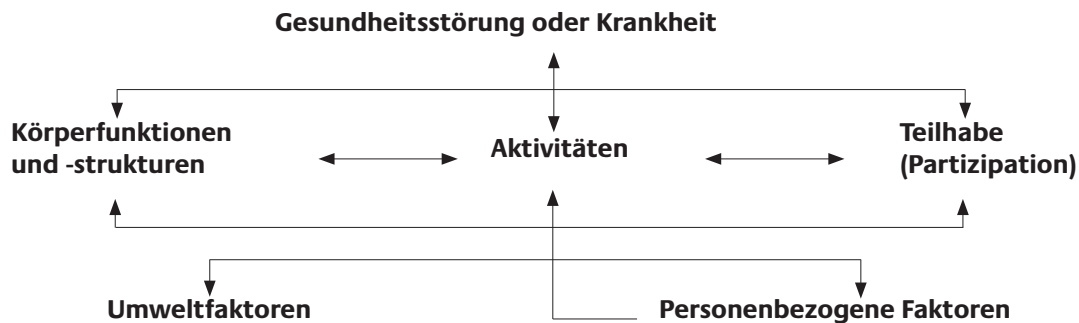 Gesundheitsstörung oder Krankheit
Körperfunktionen
und -strukturen
Aktivitäten
Teilhabe
(Partizipation)
Umweltfaktoren
Personenbezogene Faktoren